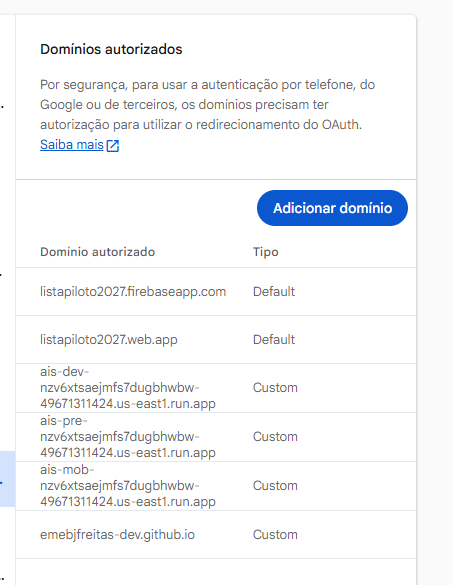 Domínios autorizados
Por segurança, para usar a autenticação por telefone, do
Google ou de terceiros, os domínios precisam ter
autorização para utilizar o redirecionamento do OAuth.
Saiba mais
Adicionar domínio
Domínio autorizado Tipo
listapiloto2027.firebaseapp.com Default
listapiloto2027.web.app Default
ais-dev-
nzv6xtsaejmfs7dugbhwbw- Custom
49671311424.us-east1.run.app
ais-pre-
nzv6xtsaejmfs7dugbhwbw- Custom
49671311424.us-east1.run.app
ais-mob-
nzv6xtsaejmfs7dugbhwbw- Custom
49671311424.us-east1.run.app
emebjfreitas-dev.github.io Custom